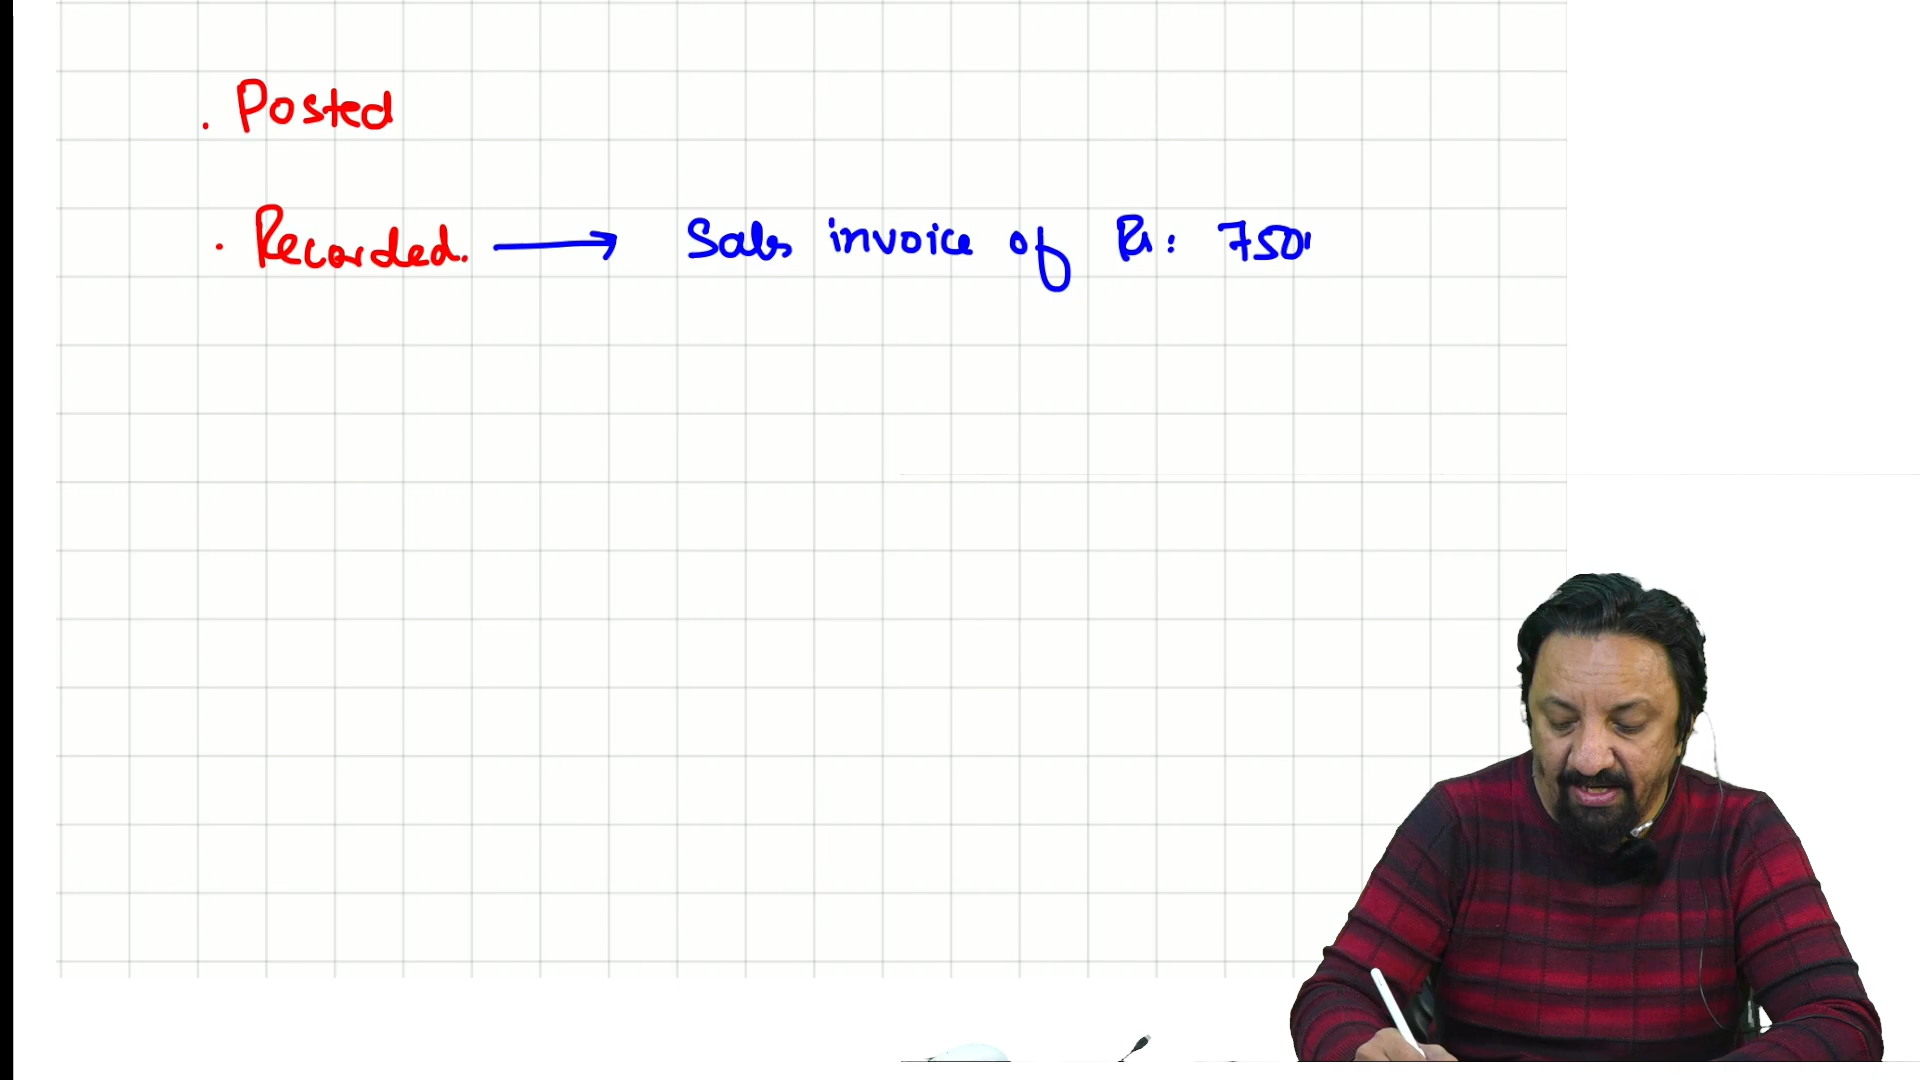 . Posted
. Recorded. → Sales invoice of Rs: 750